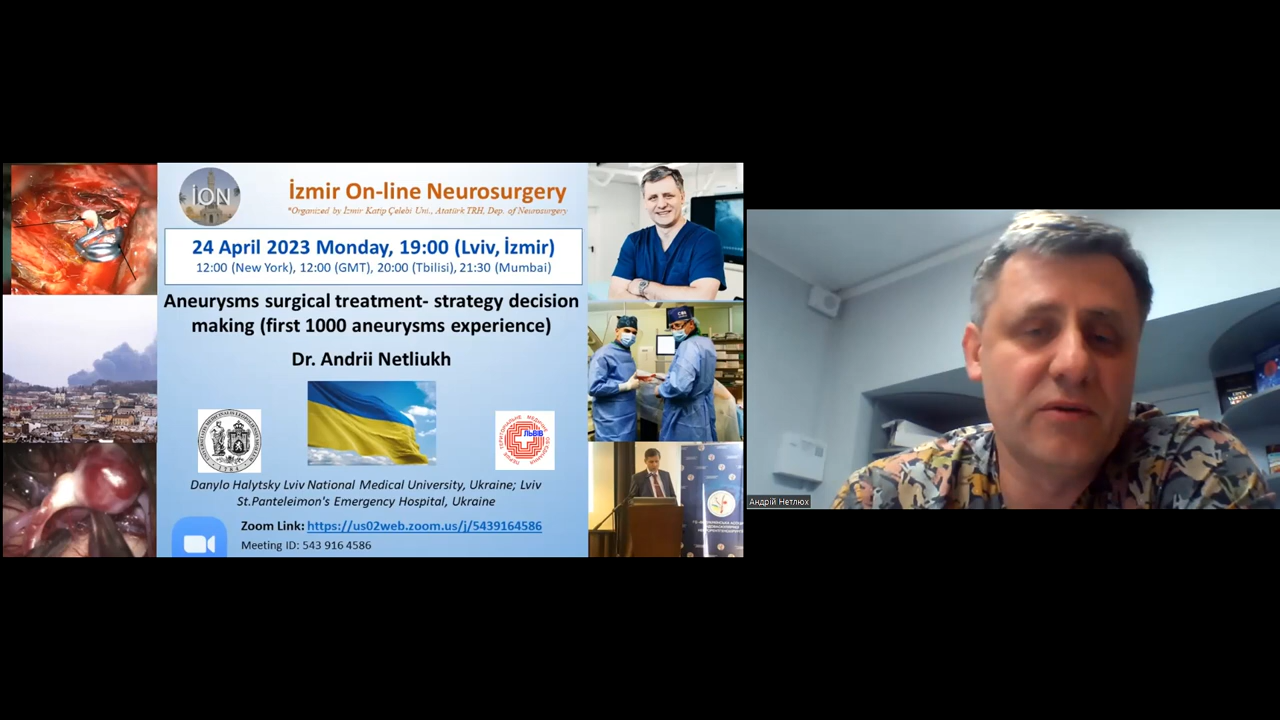 İON
İzmir On-line Neurosurgery
*Organized by İzmir Katip Çelebi Uni., Atatürk TRH, Dep. of Neurosurgery
24 April 2023 Monday, 19:00 (Lviv, İzmir)
12:00 (New York), 12:00 (GMT), 20:00 (Tbilisi), 21:30 (Mumbai)
Aneurysms surgical treatment- strategy decision
making (first 1000 aneurysms experience)
Dr. Andrii Netliukh
ЛЬВІВ
Danylo Halytsky Lviv National Medical University, Ukraine; Lviv
St.Panteleimon's Emergency Hospital, Ukraine
Zoom Link: https://us02web.zoom.us/j/5439164586
Meeting ID: 543 916 4586
Андрій Нетлюх